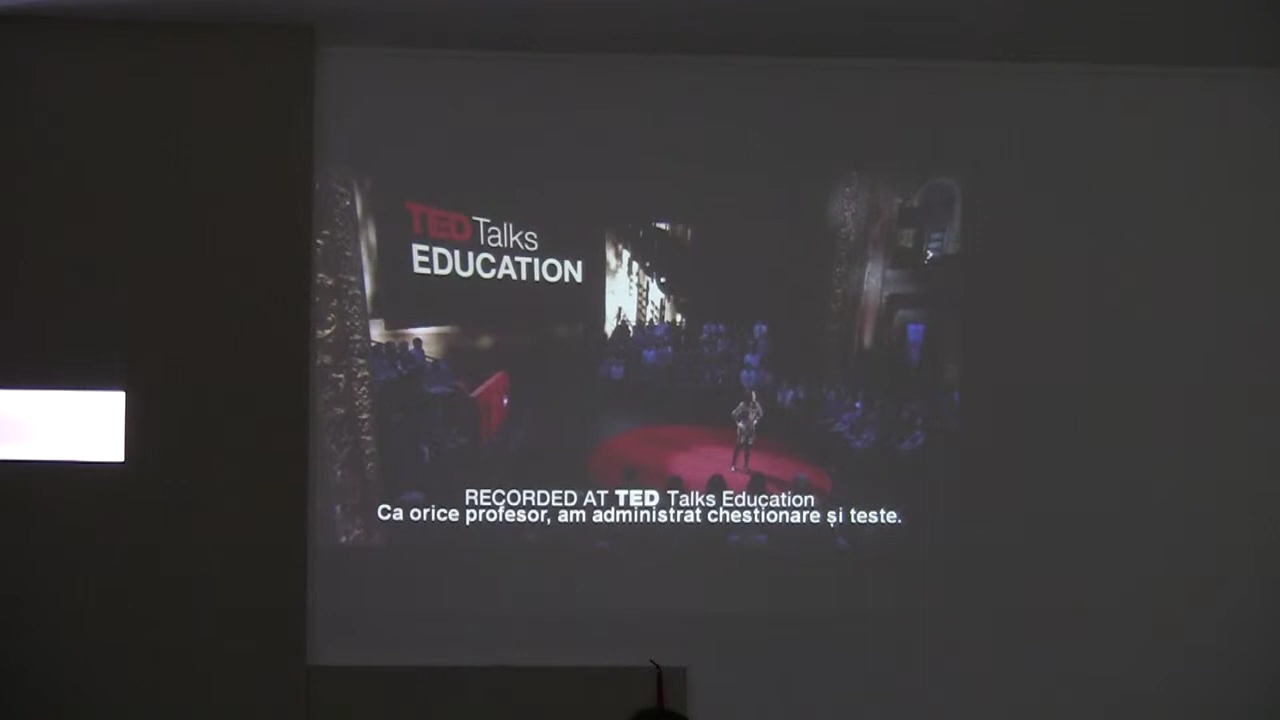 TED Talks
EDUCATION
RECORDED AT TED Talks Education
Ca orice profesor, am administrat chestionare și teste.